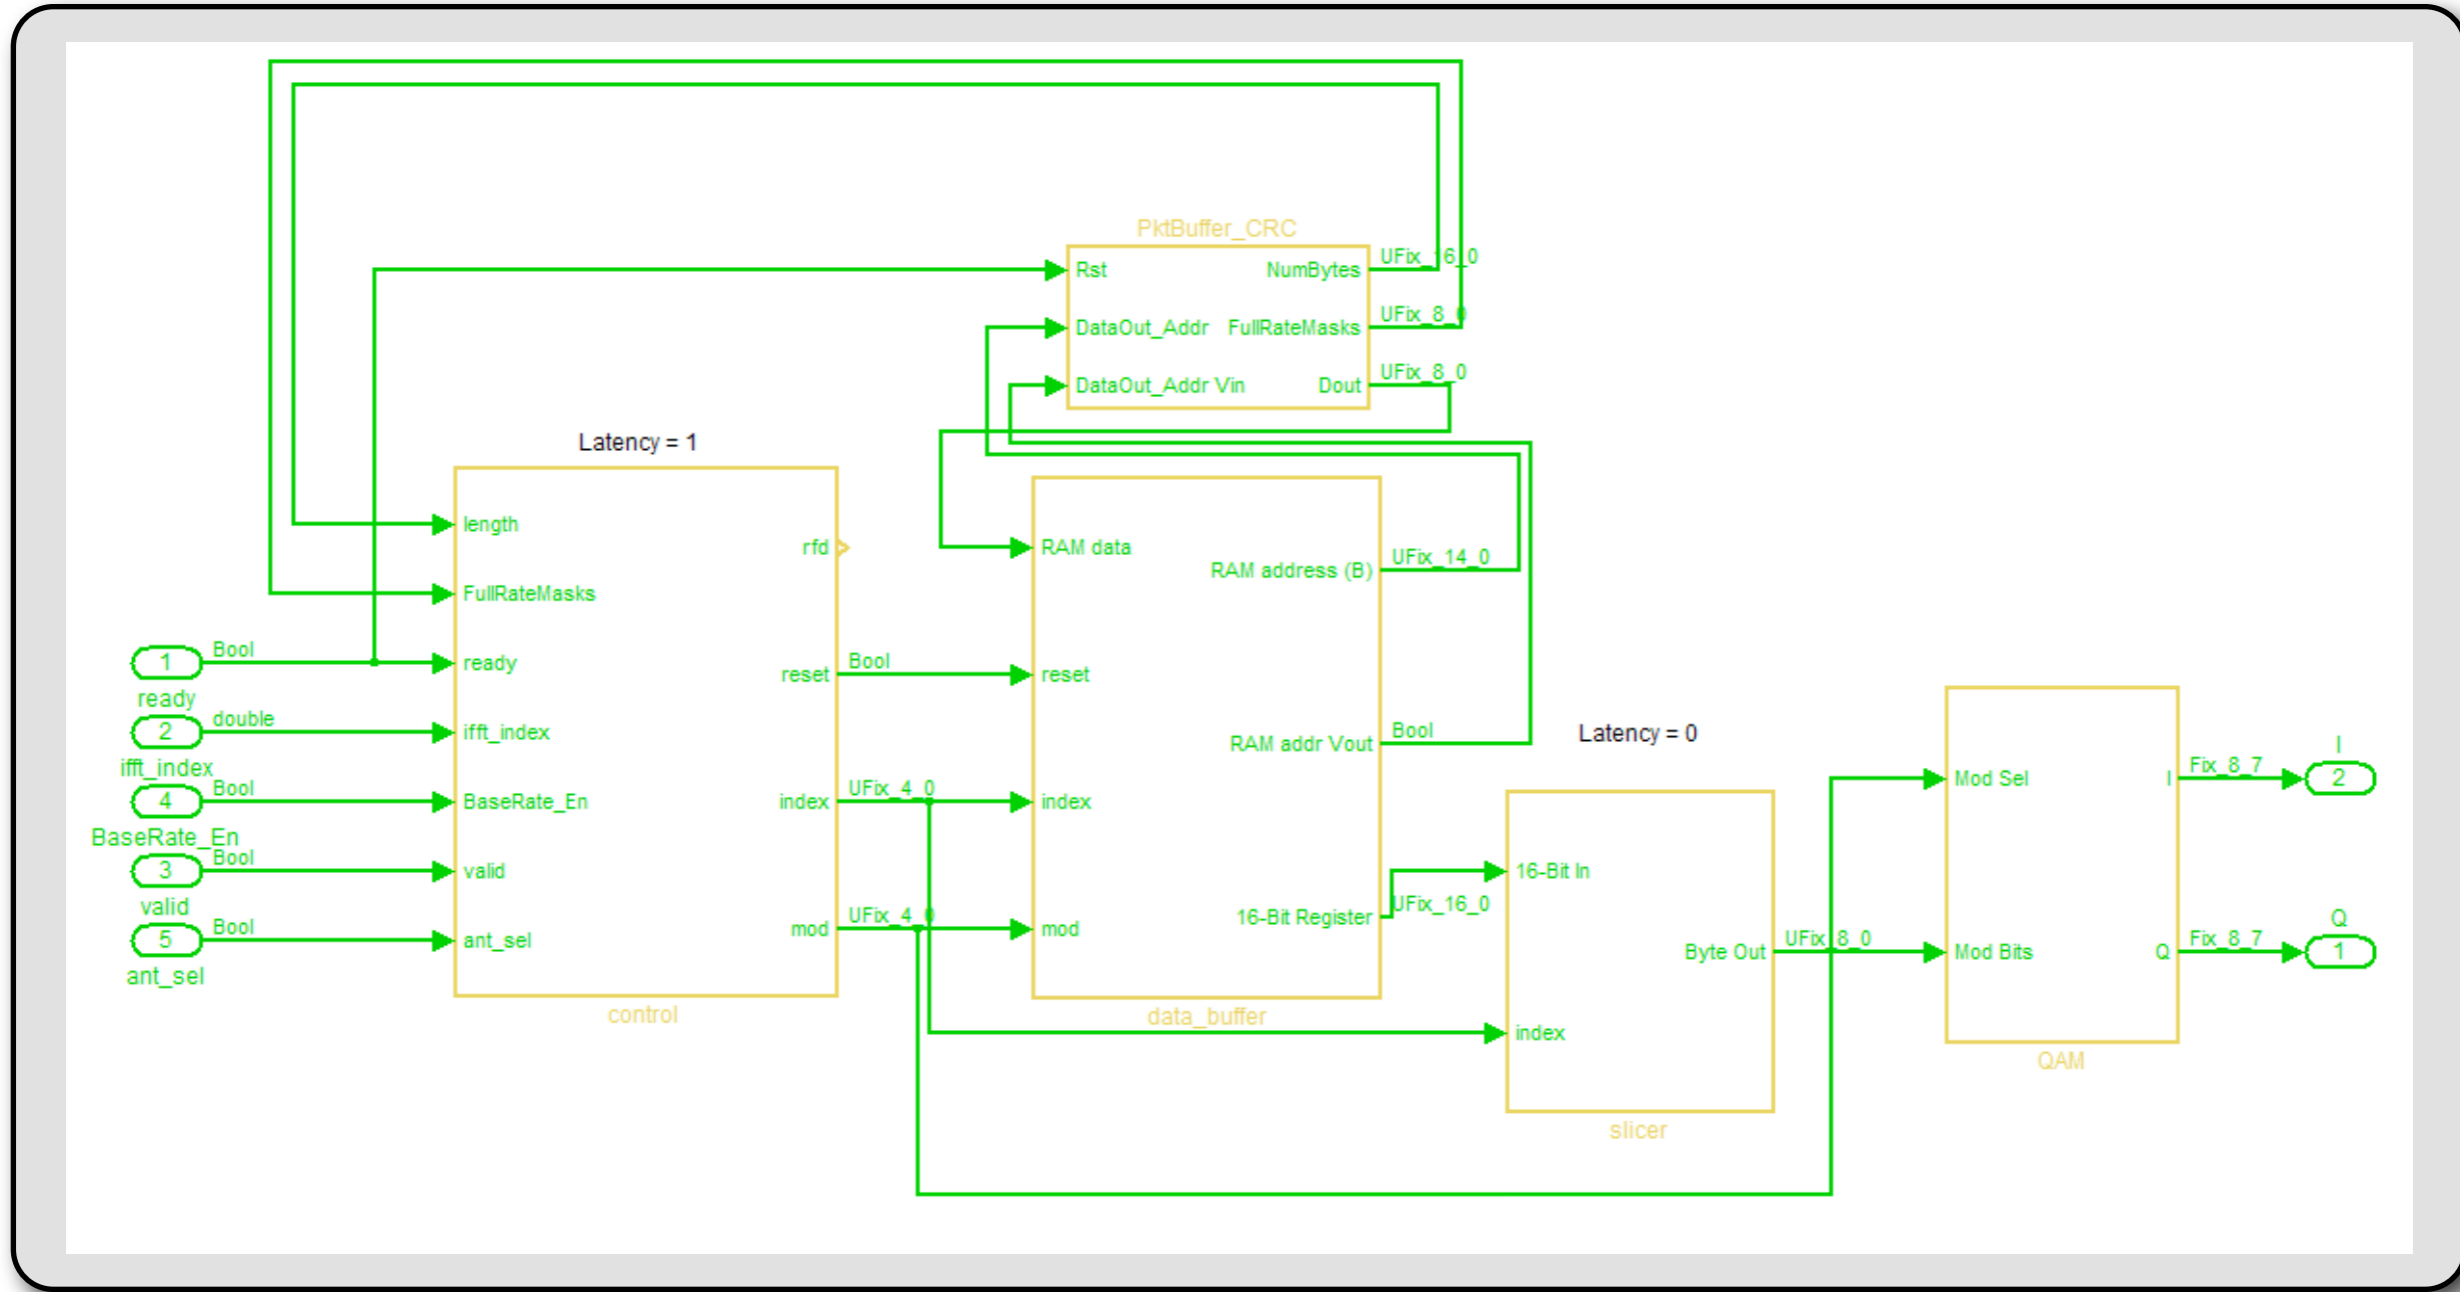 PktBuffer_CRC
Rst
NumBytes
UFix_16_0
DataOut_Addr
FullRateMasks
UFix_8_0
DataOut_Addr Vin
Dout
UFix_8_0
Latency = 1
length
rfd
FullRateMasks
1
Bool
ready
ready
reset
Bool
2
double
ifft_index
ifft_index
4
Bool
BaseRate_En
BaseRate_En
index
UFix_4_0
3
Bool
valid
valid
mod
UFix_4_0
5
Bool
ant_sel
ant_sel
control
RAM data
RAM address (B)
UFix_14_0
reset
RAM addr Vout
Bool
index
16-Bit Register
UFix_16_0
mod
data_buffer
Latency = 0
16-Bit In
Byte Out
UFix_8_0
index
slicer
Mod Sel
I
Fix_8_7
I
2
Mod Bits
Q
Fix_8_7
Q
1
QAM